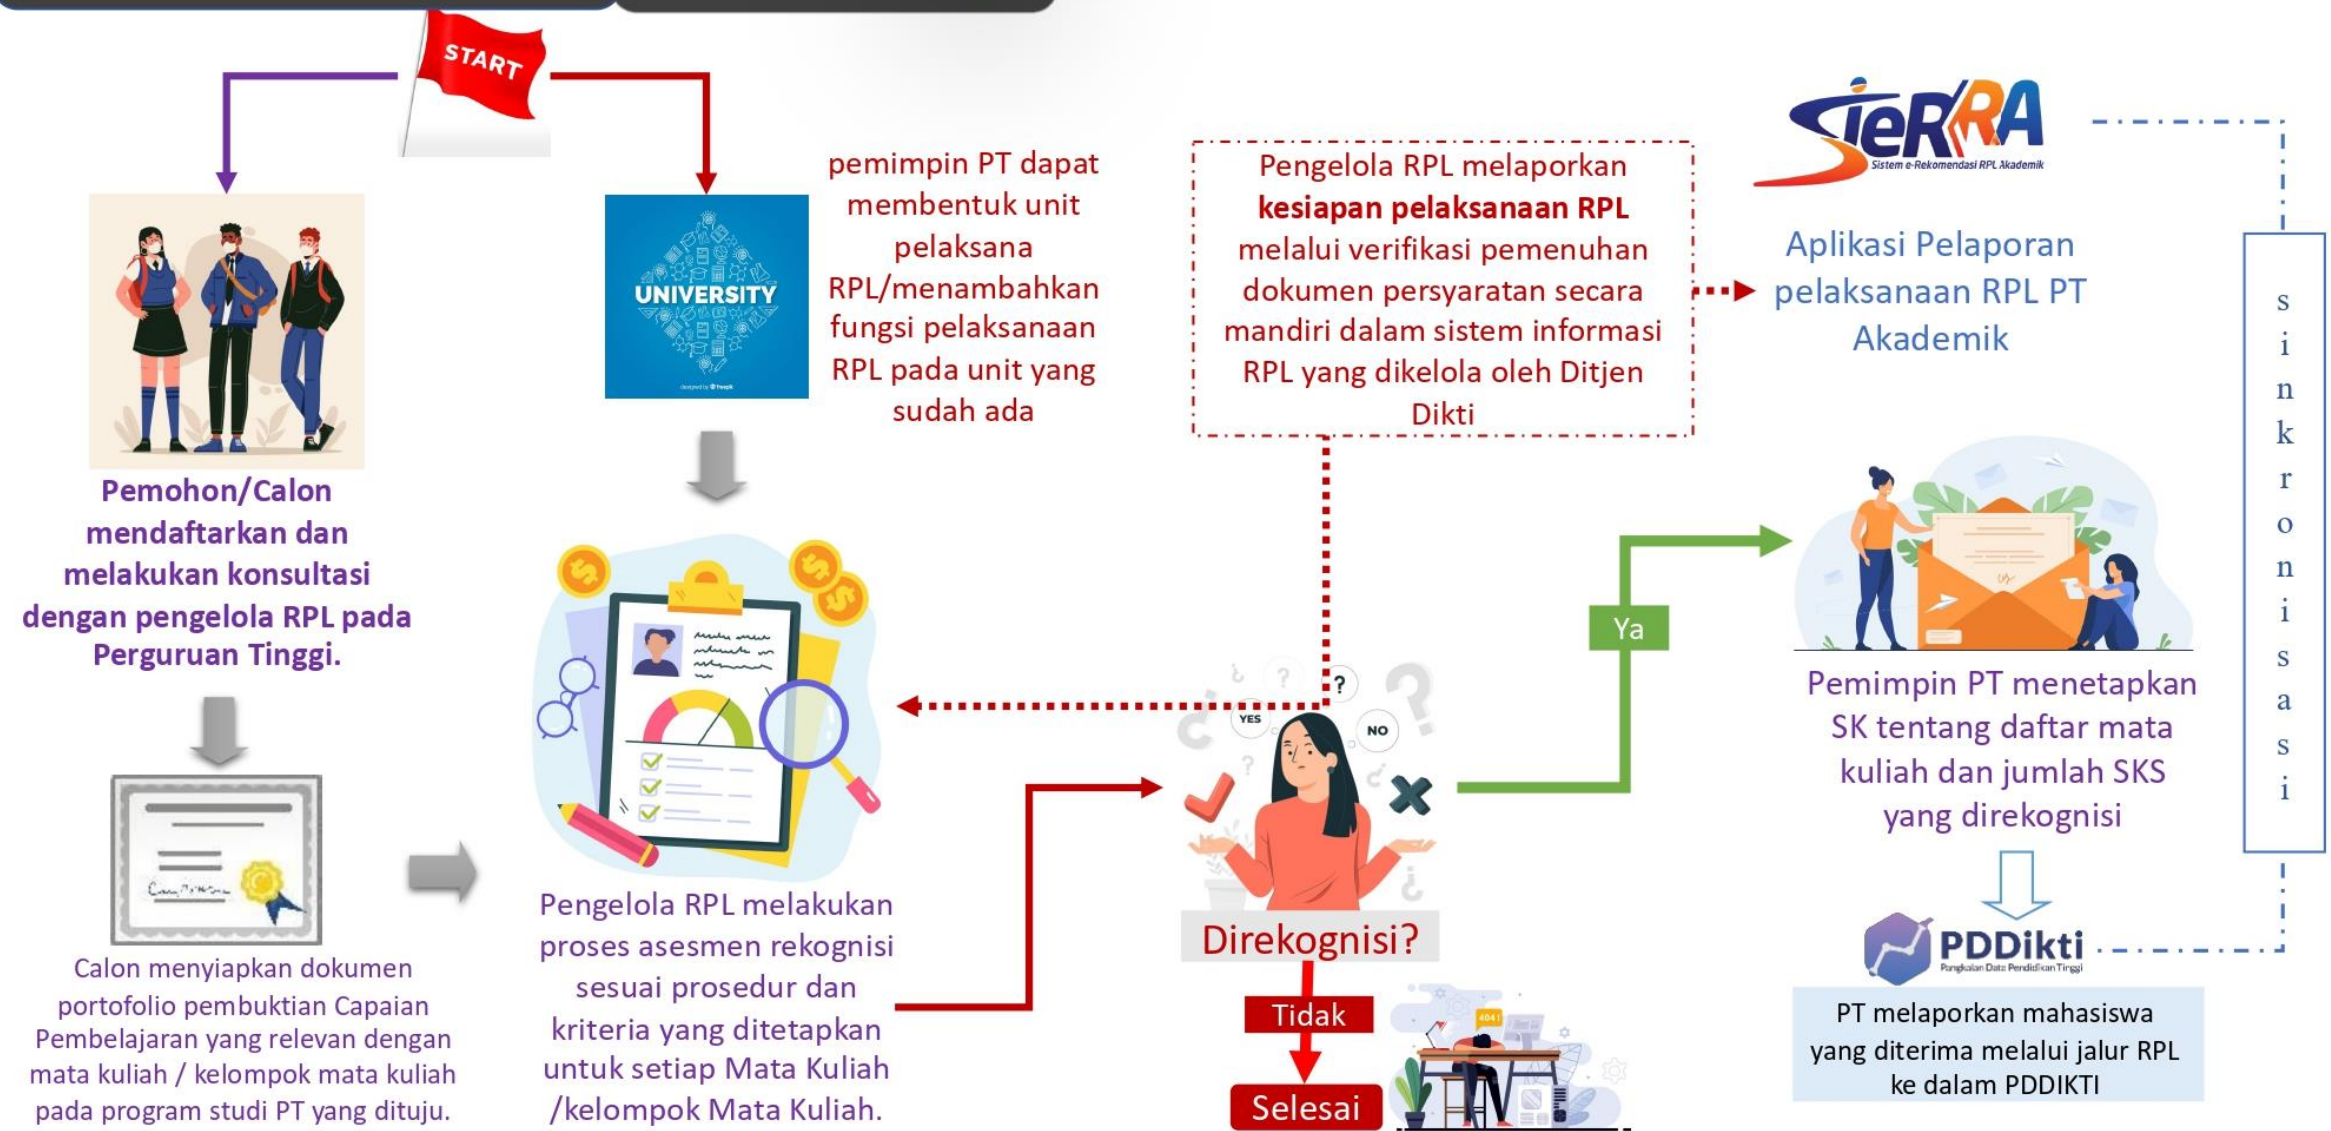 START
Pemohon/Calon
mendaftarkan dan
melakukan konsultasi
dengan pengelola RPL pada
Perguruan Tinggi.
Calon menyiapkan dokumen
portofolio pembuktian Capaian
Pembelajaran yang relevan dengan
mata kuliah / kelompok mata kuliah
pada program studi PT yang dituju.
UNIVERSITY
designed by freepik
pemimpin PT dapat
membentuk unit
pelaksana
RPL/menambahkan
fungsi pelaksanaan
RPL pada unit yang
sudah ada
Pengelola RPL melakukan
proses asesmen rekognisi
sesuai prosedur dan
kriteria yang ditetapkan
untuk setiap Mata Kuliah
/kelompok Mata Kuliah.
Pengelola RPL melaporkan
kesiapan pelaksanaan RPL
melalui verifikasi pemenuhan
dokumen persyaratan secara
mandiri dalam sistem informasi
RPL yang dikelola oleh Ditjen
Dikti
SieRRA
Sistem e-Rekomendasi RPL Akademik
Aplikasi Pelaporan
pelaksanaan RPL PT
Akademik
?
YES
NO
Direkognisi?
Tidak
Selesai
404!
Ya
Pemimpin PT menetapkan
SK tentang daftar mata
kuliah dan jumlah SKS
yang direkognisi
PDDikti
Pangkalan Data Pendidikan Tinggi
PT melaporkan mahasiswa
yang diterima melalui jalur RPL
ke dalam PDDIKTI
sinkronisasi